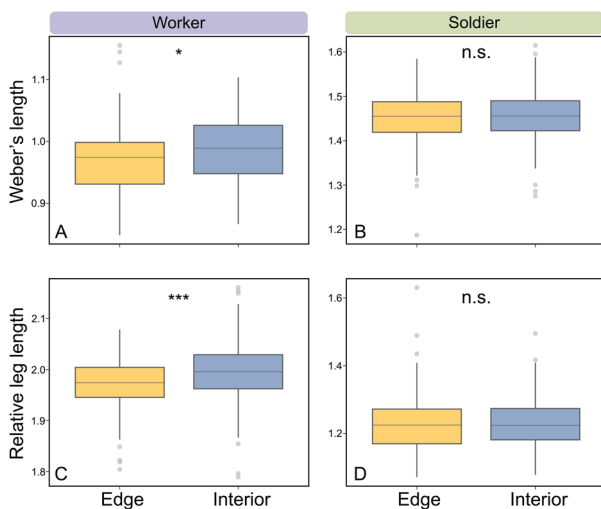 Worker
Soldier
Weber's length
*
1.1
1.0
0.9
A
n.s.
1.6
1.5
1.4
1.3
1.2
B
Relative leg length
***
2.1
2.0
1.9
1.8
C
n.s.
1.6
1.4
1.2
D
Edge
Interior
Edge
Interior